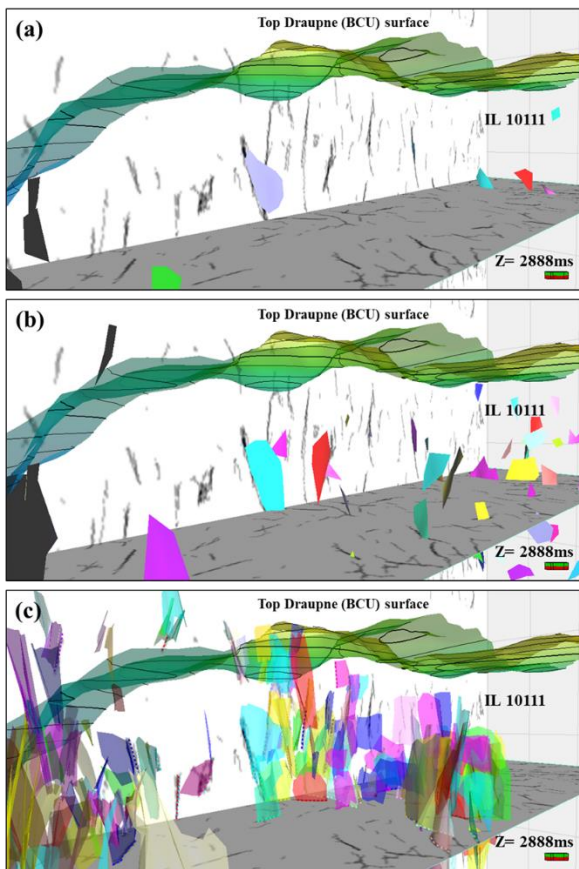 (a)
Top Draupne (BCU) surface
IL 10111
Z= 2888ms
(b)
Top Draupne (BCU) surface
IL 10111
Z= 2888ms
(c)
Top Draupne (BCU) surface
IL 10111
Z= 2888ms